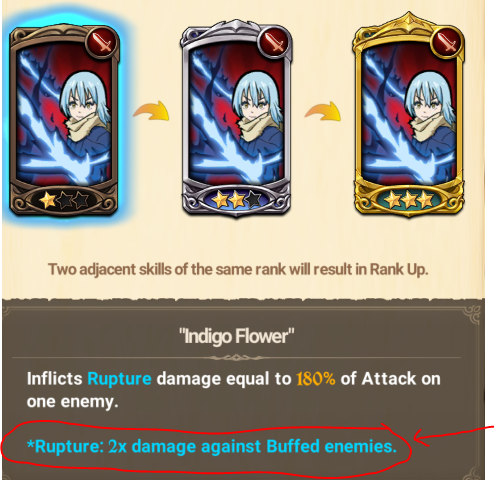 Two adjacent skills of the same rank will result in Rank Up.
"Indigo Flower"
Inflicts Rupture damage equal to 180% of Attack on
one enemy.
*Rupture: 2x damage against Buffed enemies.